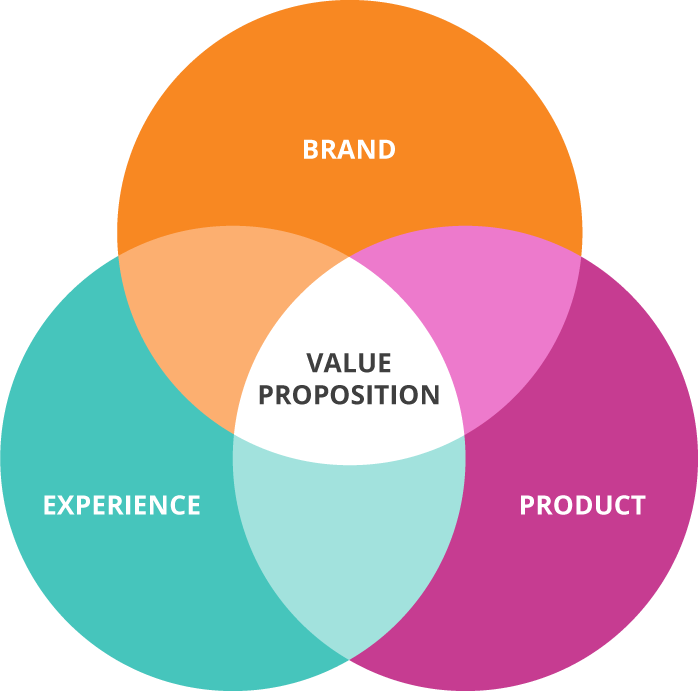 BRAND
VALUE
PROPOSITION
EXPERIENCE
PRODUCT